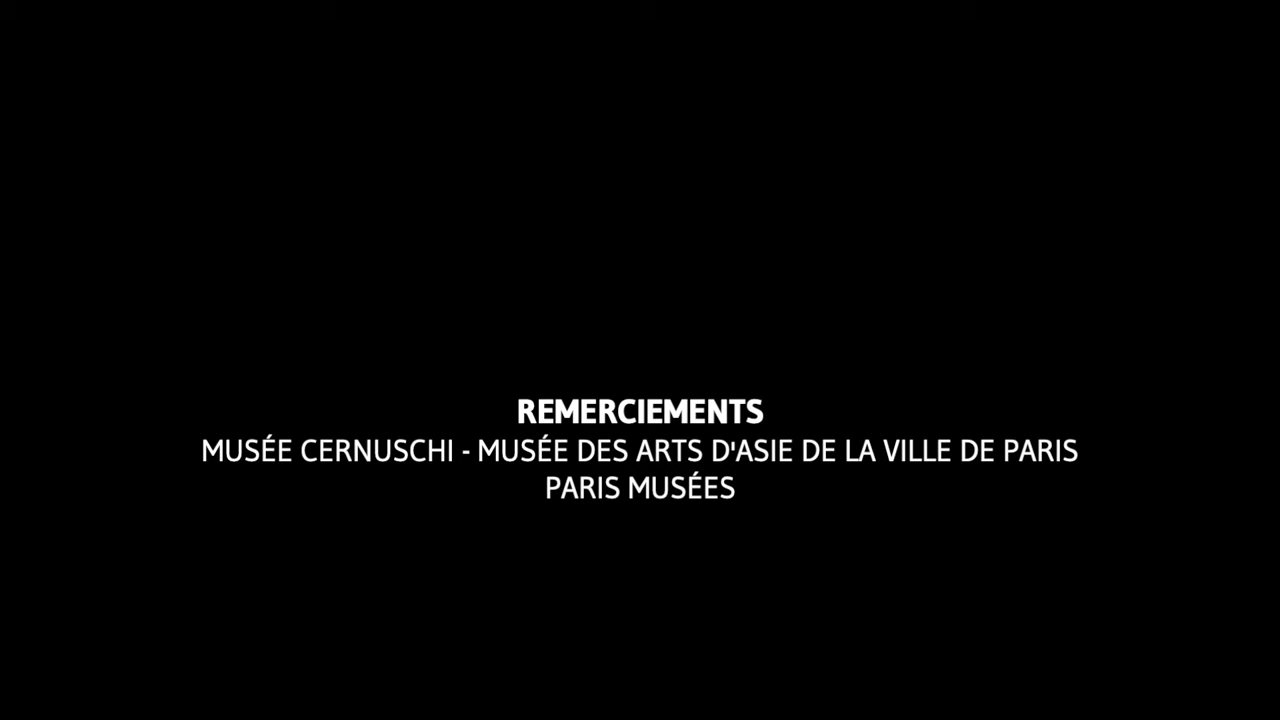 REMERCIEMENTS
MUSÉE CERNUSCHI - MUSÉE DES ARTS D'ASIE DE LA VILLE DE PARIS
PARIS MUSÉES